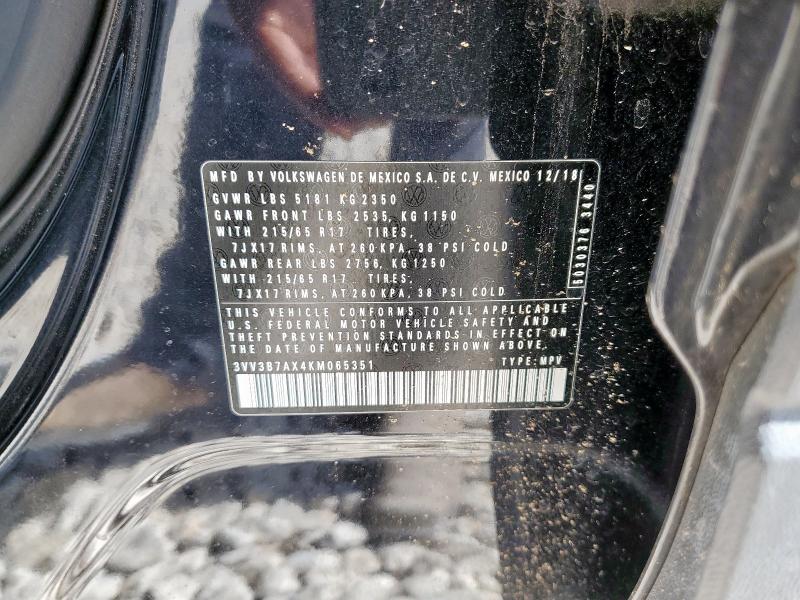 MFD BY VOLKSWAGEN DE MEXICO S.A. DE C.V. MEXICO 12/18
GVWR LBS 5181 KG 2350
GAWR FRONT LBS 2535, KG 1150
WITH 215/65 R17 TIRES,
7JX17 RIMS, AT 260 KPA, 38 PSI COLD
GAWR REAR LBS 2756, KG 1250
WITH 215/65 R17 TIRES,
7JX17 RIMS, AT 260 KPA, 38 PSI COLD
5030376 3440
THIS VEHICLE CONFORMS TO ALL APPLICABLE
U.S. FEDERAL MOTOR VEHICLE SAFETY AND
THEFT PREVENTION STANDARDS IN EFFECT ON
THE DATE OF MANUFACTURE SHOWN ABOVE.
3VV3B7AX4KM065351 TYPE: MPV